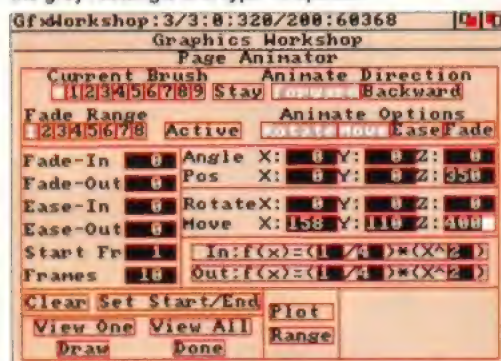 GfxWorkshop:3/3:0:320/200:60368
Graphics Workshop
Page Animator
Current Brush Animate Direction
1 2 3 4 5 6 7 8 9 Stay Forward Backward
Fade Range Animate Options
1 2 3 4 5 6 7 8 Active Rotate Move Ease Fade
Fade-In 0 Angle X: 0 Y: 0 Z: 0
Fade-Out 0 Pos X: 0 Y: 0 Z: 350
Ease-In 0 RotateX: 0 Y: 0 Z: 0
Ease-Out 0 Move X: 158 Y: 110 Z: 400
Start Fr 1 In:f(x)=(1 /4 )*(X^2 )
Frames 10 Out:f(x)=(1 /4 )*(X^2 )
Clear Set Start/End Plot
View One View All Range
Draw Done